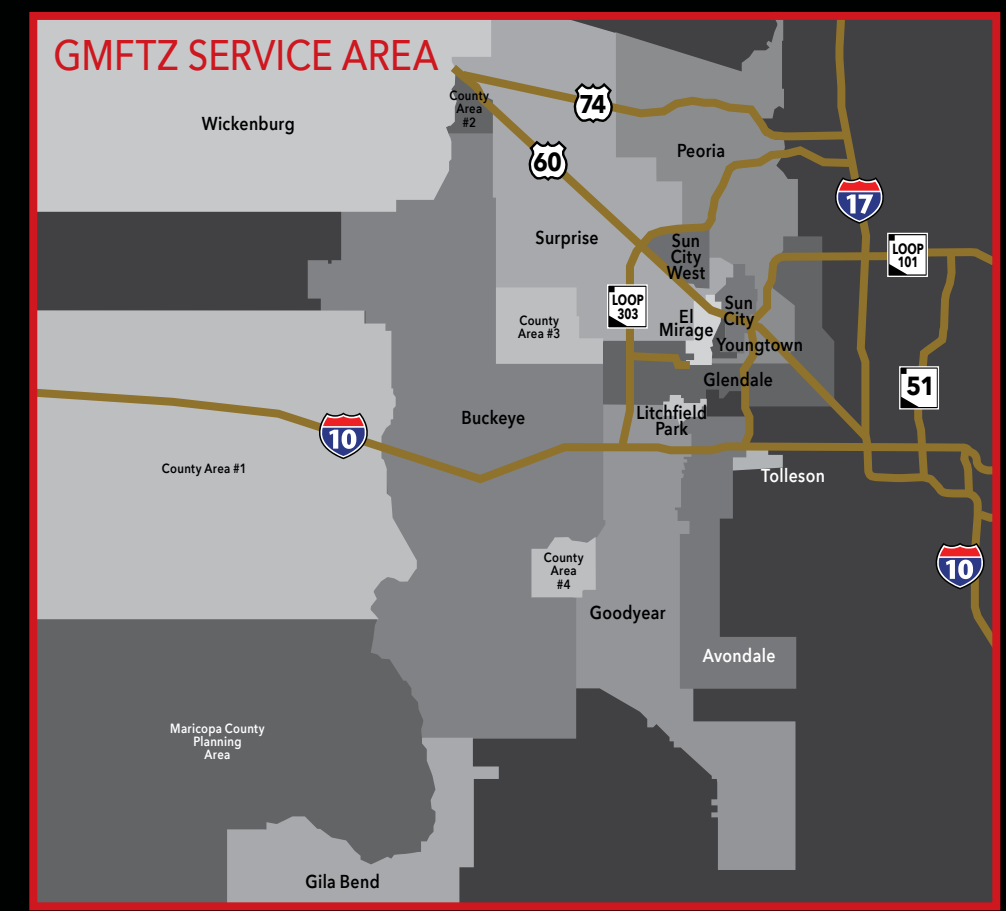 GMFTZ SERVICE AREA
Wickenburg
County
Area
#2
74
60
Peoria
17
Surprise
Sun
City
West
LOOP
101
LOOP
303
County
Area #3
El
Mirage
Sun
City
Youngtown
Glendale
51
Buckeye
Litchfield
Park
10
County Area #1
Tolleson
County
Area
#4
10
Goodyear
Avondale
Maricopa County
Planning
Area
Gila Bend